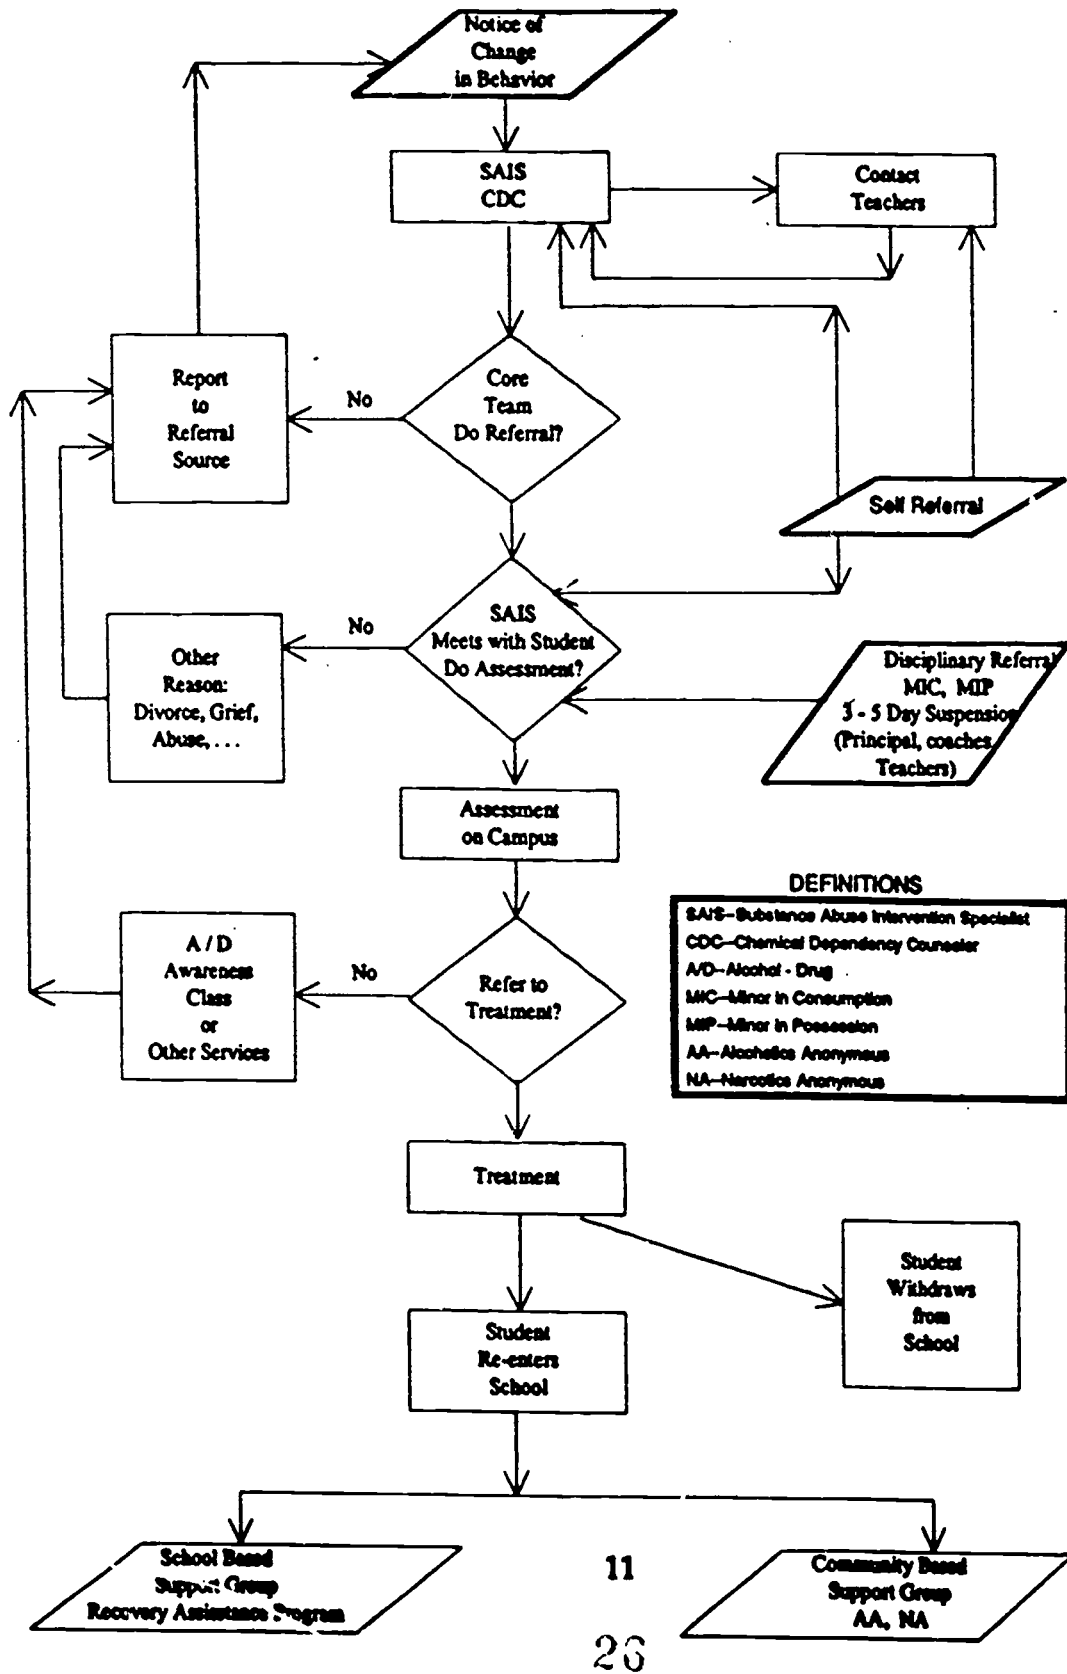 Notice of
Change
in Behavior
SAIS
CDC
Contact
Teachers
Report
to
Referral
Source
No
Core
Team
Do Referral?
Self Referral
Other
Reason:
Divorce, Grief,
Abuse, . . .
No
SAIS
Meets with Student
Do Assessment?
Disciplinary Referral
MIC, MIP
3 - 5 Day Suspension
(Principal, coaches,
Teachers)
Assessment
on Campus
DEFINITIONS
SAIS–Substance Abuse Intervention Specialist
CDC–Chemical Dependency Counselor
A/D–Alcohol - Drug
MIC–Minor in Consumption
MIP–Minor in Possession
AA–Alcoholics Anonymous
NA–Narcotics Anonymous
A / D
Awareness
Class
or
Other Services
No
Refer to
Treatment?
Treatment
Student
Withdraws
from
School
Student
Re-enters
School
School Based
Support Group
Recovery Assistance Program
11
Community Based
Support Group
AA, NA
26